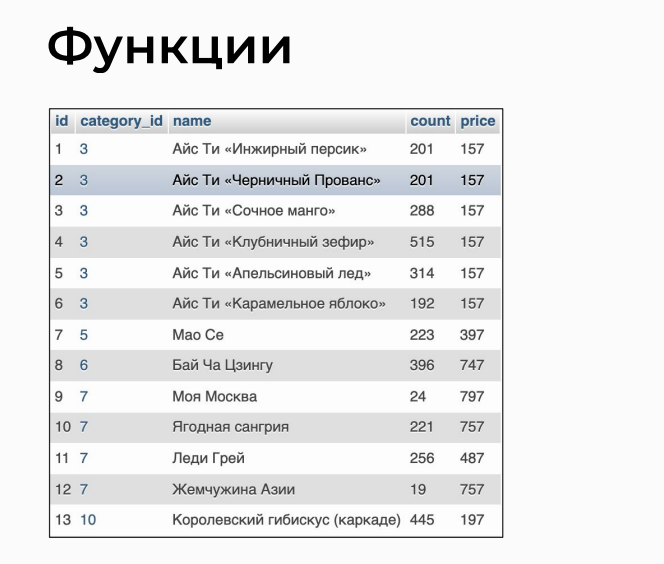 Функции
id category_id name count price
1 3 Айс Ти «Инжирный персик» 201 157
2 3 Айс Ти «Черничный Прованс» 201 157
3 3 Айс Ти «Сочное манго» 288 157
4 3 Айс Ти «Клубничный зефир» 515 157
5 3 Айс Ти «Апельсиновый лед» 314 157
6 3 Айс Ти «Карамельное яблоко» 192 157
7 5 Мао Се 223 397
8 6 Бай Ча Цзингу 396 747
9 7 Моя Москва 24 797
10 7 Ягодная сангрия 221 757
11 7 Леди Грей 256 487
12 7 Жемчужина Азии 19 757
13 10 Королевский гибискус (каркаде) 445 197